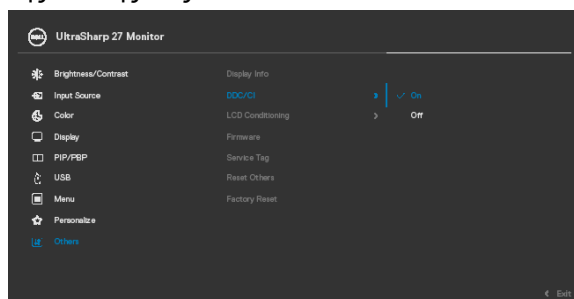 DELL UltraSharp 27 Monitor
Brightness/Contrast
Input Source
Color
Display
PIP/PBP
USB
Menu
Personalize
Others
Display Info
DDC/CI
LCD Conditioning
Firmware
Service Tag
Reset Others
Factory Reset
On
Off
Exit